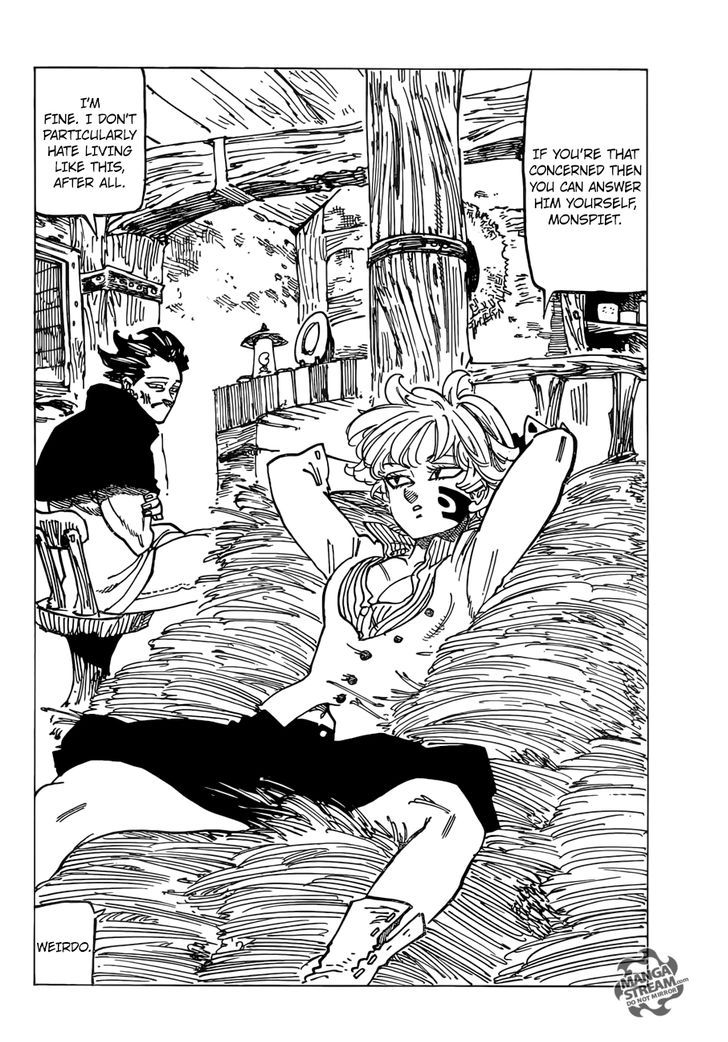 IF YOU'RE THAT
CONCERNED THEN
YOU CAN ANSWER
HIM YOURSELF,
MONSPIET.
I'M
FINE. I DON'T
PARTICULARLY
HATE LIVING
LIKE THIS,
AFTER ALL.
WEIRDO.
MANGA
STREAM.com
DO NOT MIRROR